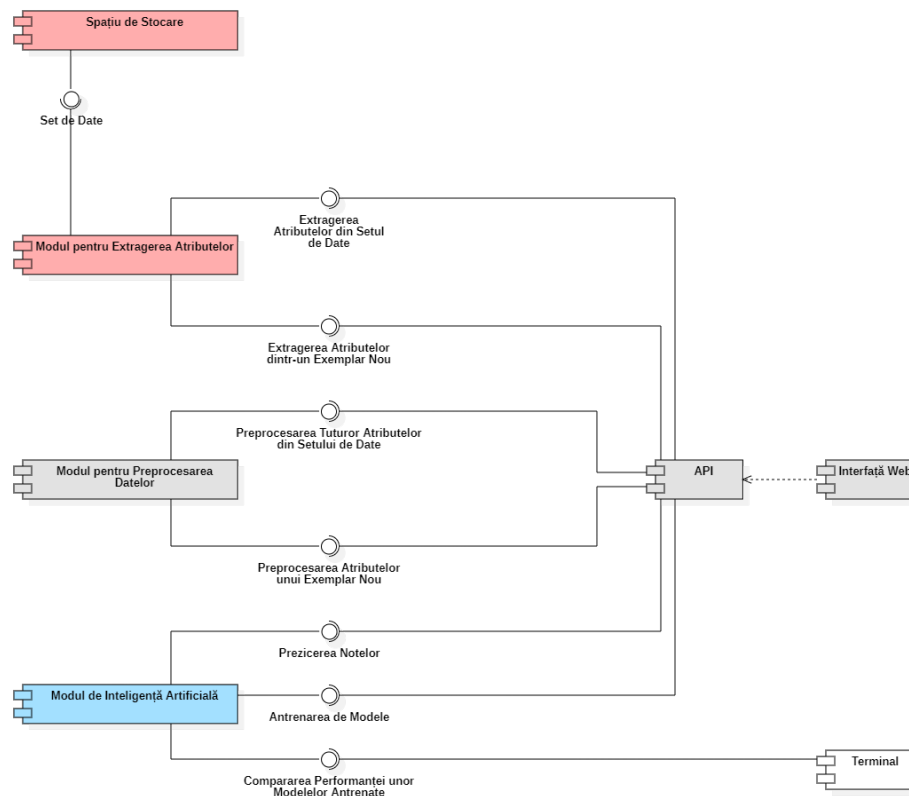 Spațiu de Stocare
Set de Date
Extragerea
Atributelor din Setul
de Date
Modul pentru Extragerea Atributelor
Extragerea Atributelor
dintr-un Exemplar Nou
Preprocesarea Tuturor Atributelor
din Setului de Date
Modul pentru Preprocesarea
Datelor
API
Interfață Web
Preprocesarea Atributelor
unui Exemplar Nou
Prezicerea Notelor
Modul de Inteligență Artificială
Antrenarea de Modele
Terminal
Compararea Performanței unor
Modelelor Antrenate